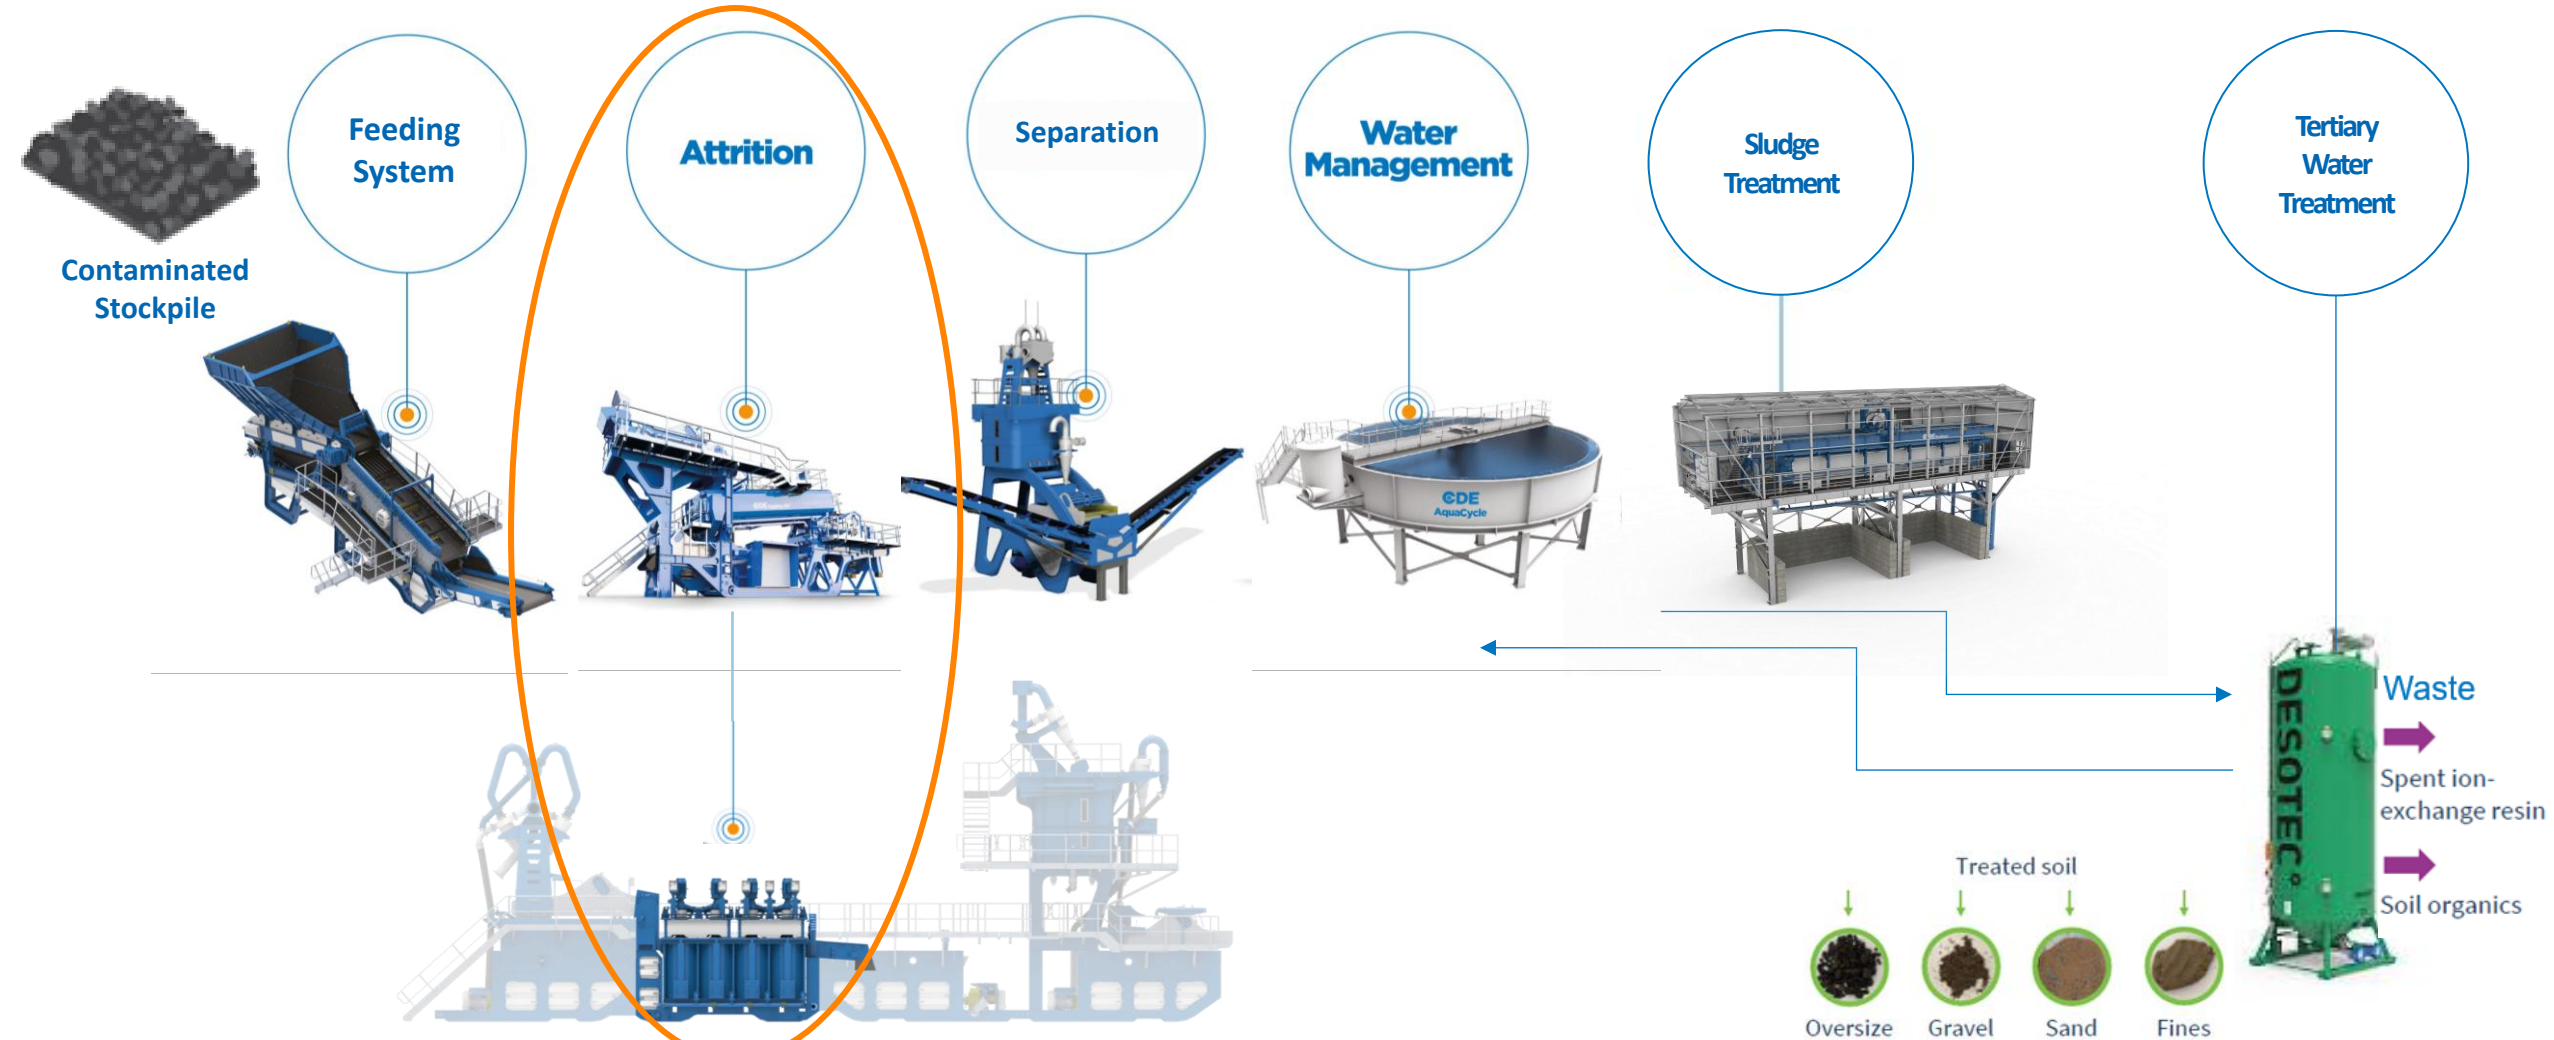 Contaminated
Stockpile
Feeding
System
Attrition
Separation
Water
Management
Sludge
Treatment
Tertiary
Water
Treatment
CDE
AquaCycle
DESOTEC
Waste
Spent ion-
exchange resin
Soil organics
Treated soil
Oversize
Gravel
Sand
Fines